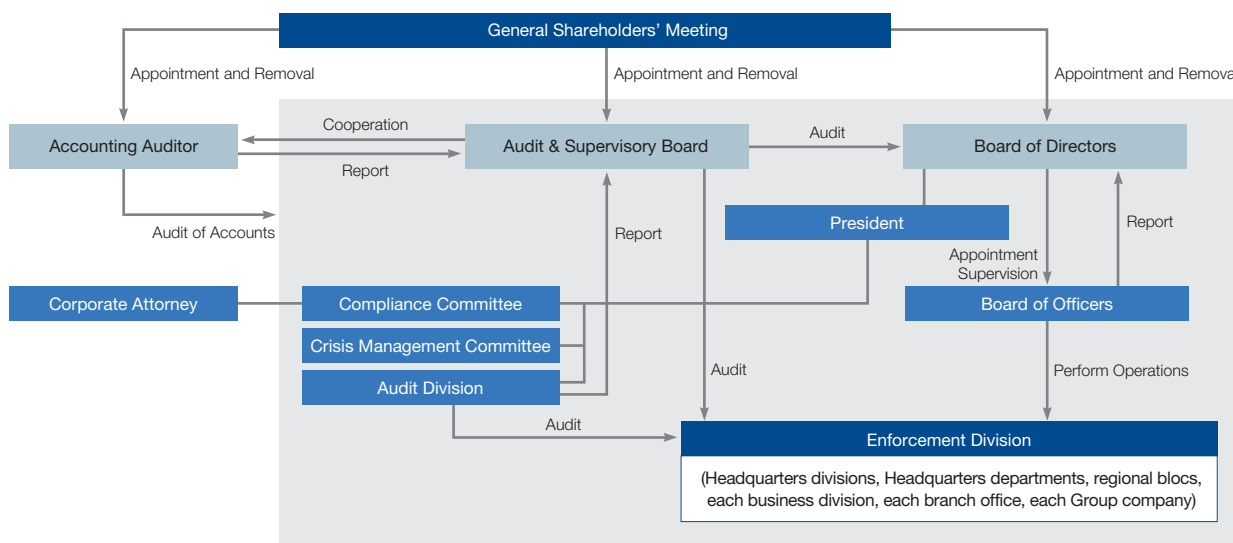 General Shareholders' Meeting
Appointment and Removal
Appointment and Removal
Appointment and Removal
Cooperation
Audit
Accounting Auditor
Audit & Supervisory Board
Board of Directors
Report
President
Audit of Accounts
Report
Report
Appointment
Supervision
Corporate Attorney
Compliance Committee
Board of Officers
Crisis Management Committee
Audit
Perform Operations
Audit Division
Audit
Enforcement Division
(Headquarters divisions, Headquarters departments, regional blocs,
each business division, each branch office, each Group company)